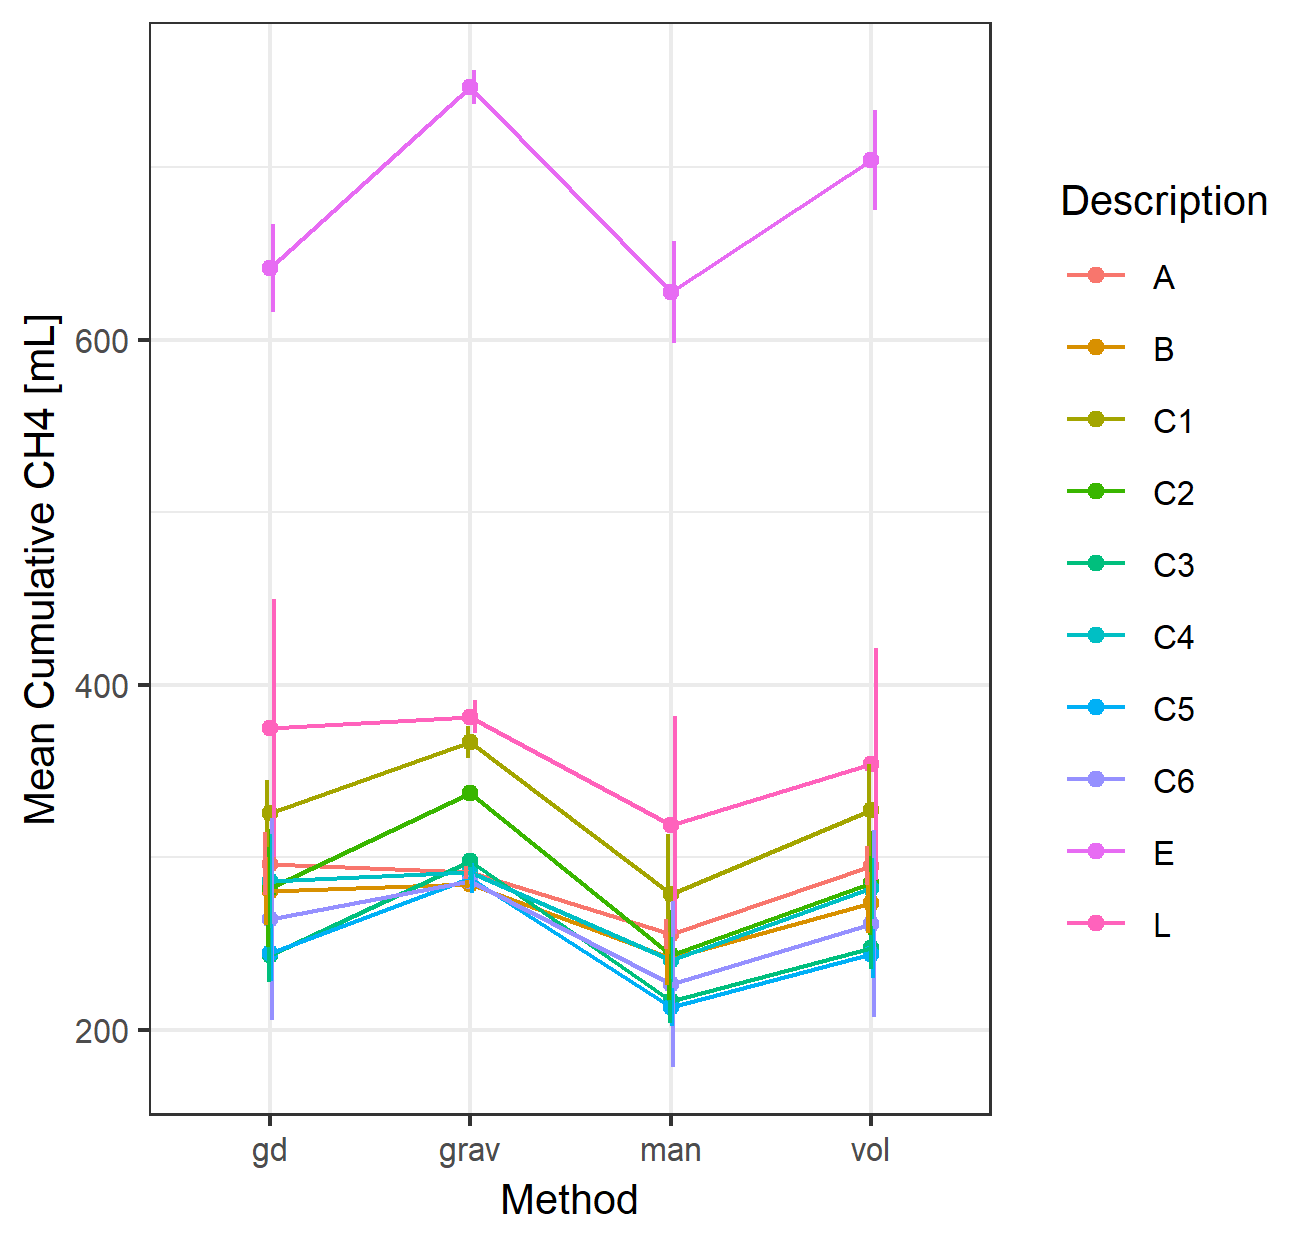 Mean Cumulative CH4 [mL]
600
400
200
gd grav man vol
Method
Description
A
B
C1
C2
C3
C4
C5
C6
E
L